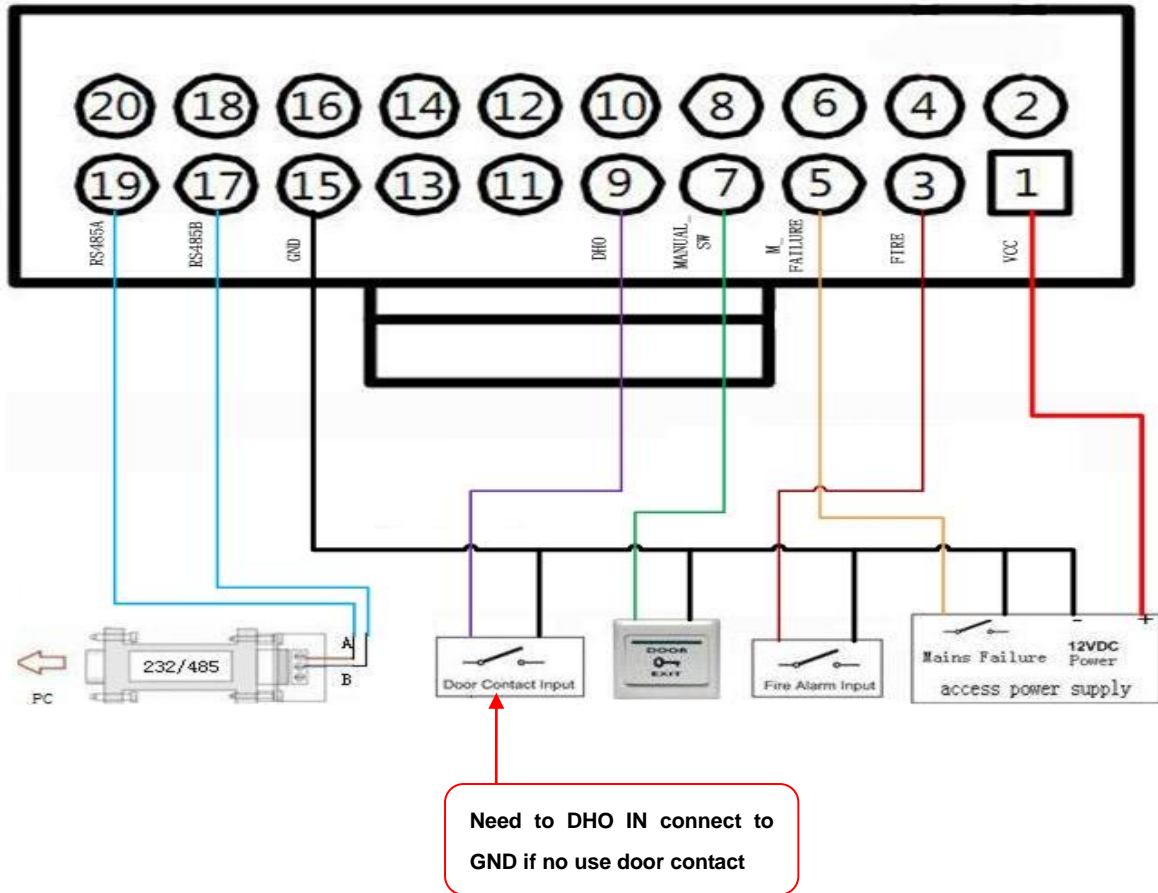 20 18 16 14 12 10 8 6 4 2
19 17 15 13 11 9 7 5 3 1
RS485A
RS485B
GND
DHO
MANUAL_
SW
M_
FAILURE
FIRE
VCC
232/485
A
B
PC
Door Contact Input
DOOR
EXIT
Fire Alarm Input
- +
Mains Failure
12VDC
Power
access power supply
Need to DHO IN connect to
GND if no use door contact